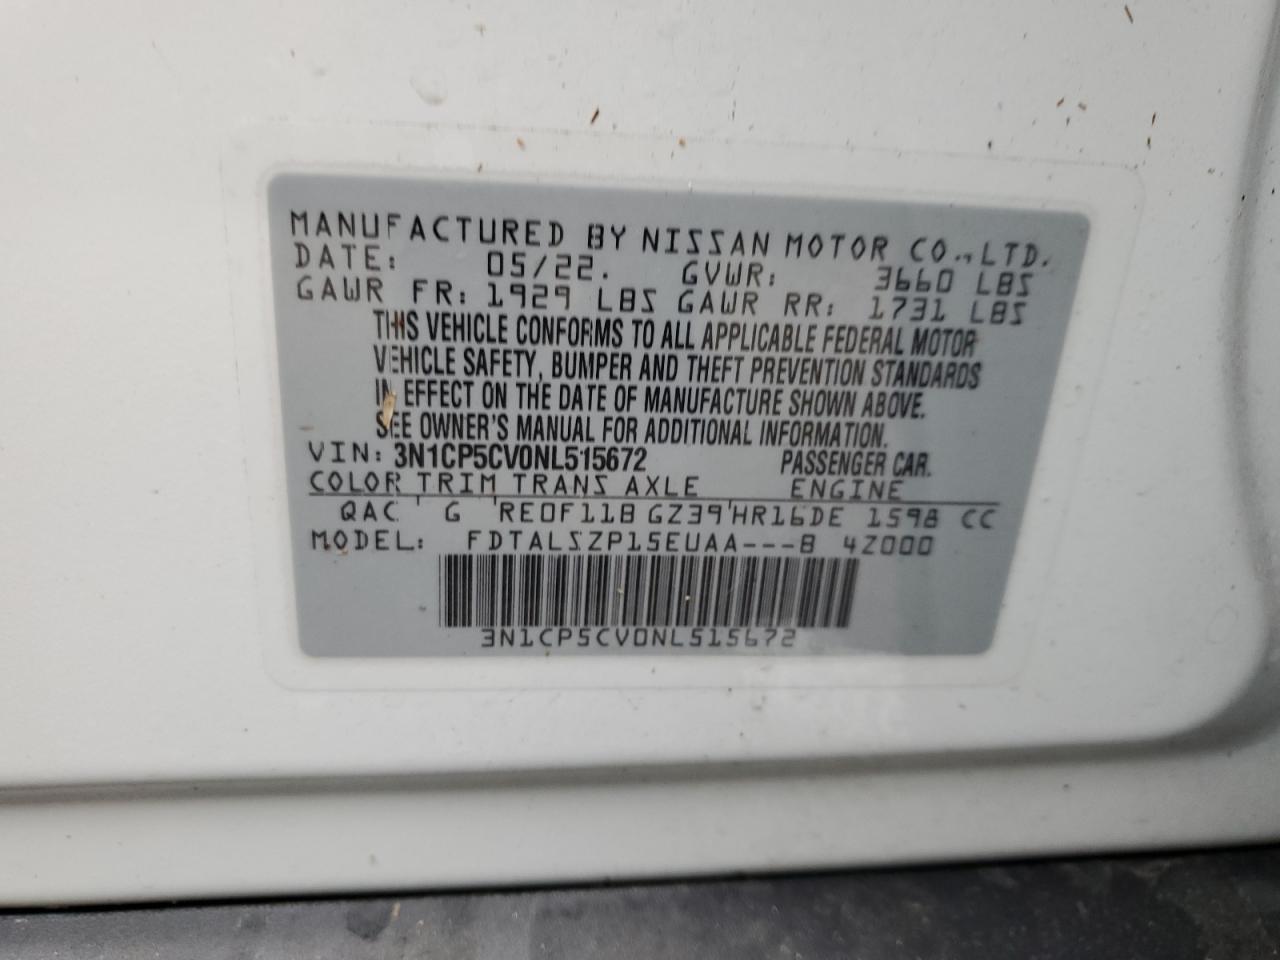 MANUFACTURED BY NISSAN MOTOR CO.,LTD.
DATE: 05/22. GVWR: 3660 LBS
GAWR FR: 1929 LBS GAWR RR: 1731 LBS
THIS VEHICLE CONFORMS TO ALL APPLICABLE FEDERAL MOTOR
VEHICLE SAFETY, BUMPER AND THEFT PREVENTION STANDARDS
IN EFFECT ON THE DATE OF MANUFACTURE SHOWN ABOVE.
SEE OWNER'S MANUAL FOR ADDITIONAL INFORMATION.
VIN: 3N1CP5CV0NL515672 PASSENGER CAR.
COLOR TRIM TRANS AXLE ENGINE
QAC G RE0F11B GZ39 HR16DE 1598 CC
MODEL: FDTALSZP15EUAA---B 4Z000
3N1CP5CV0NL515672